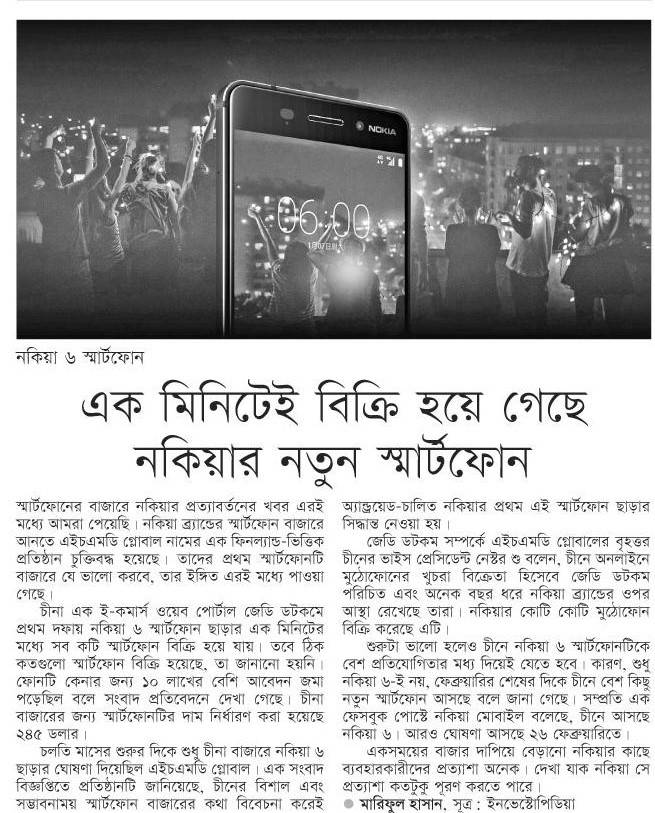 NOKIA
06:00
নকিয়া ৬ স্মার্টফোন
এক মিনিটেই বিক্রি হয়ে গেছে
নকিয়ার নতুন স্মার্টফোন
স্মার্টফোনের বাজারে নকিয়ার প্রত্যাবর্তনের খবর এরই
মধ্যে আমরা পেয়েছি। নকিয়া ব্র্যান্ডের স্মার্টফোন বাজারে
আনতে এইচএমডি গ্লোবাল নামের এক ফিনল্যান্ড-ভিত্তিক
প্রতিষ্ঠান চুক্তিবদ্ধ হয়েছে। তাদের প্রথম স্মার্টফোনটি
বাজারে যে ভালো করবে, তার ইঙ্গিত এরই মধ্যে পাওয়া
গেছে।
চীনা এক ই-কমার্স ওয়েব পোর্টাল জেডি ডটকমে
প্রথম দফায় নকিয়া ৬ স্মার্টফোন ছাড়ার এক মিনিটের
মধ্যে সব কটি স্মার্টফোন বিক্রি হয়ে যায়। তবে ঠিক
কতগুলো স্মার্টফোন বিক্রি হয়েছে, তা জানানো হয়নি।
ফোনটি কেনার জন্য ১০ লাখের বেশি আবেদন জমা
পড়েছিল বলে সংবাদ প্রতিবেদনে দেখা গেছে। চীনা
বাজারের জন্য স্মার্টফোনটির দাম নির্ধারণ করা হয়েছে
২৪৫ ডলার।
চলতি মাসের শুরুর দিকে শুধু চীনা বাজারে নকিয়া ৬
ছাড়ার ঘোষণা দিয়েছিল এইচএমডি গ্লোবাল। এক সংবাদ
বিজ্ঞপ্তিতে প্রতিষ্ঠানটি জানিয়েছে, চীনের বিশাল এবং
সম্ভাবনাময় স্মার্টফোন বাজারের কথা বিবেচনা করেই
অ্যান্ড্রয়েড-চালিত নকিয়ার প্রথম এই স্মার্টফোন ছাড়ার
সিদ্ধান্ত নেওয়া হয়।
জেডি ডটকম সম্পর্কে এইচএমডি গ্লোবালের বৃহত্তর
চীনের ভাইস প্রেসিডেন্ট নেস্টর শু বলেন, চীনে অনলাইনে
মুঠোফোনের খুচরা বিক্রেতা হিসেবে জেডি ডটকম
পরিচিত এবং অনেক বছর ধরে নকিয়া ব্র্যান্ডের ওপর
আস্থা রেখেছে তারা। নকিয়ার কোটি কোটি মুঠোফোন
বিক্রি করেছে এটি।
শুরুটা ভালো হলেও চীনে নকিয়া ৬ স্মার্টফোনটিকে
বেশ প্রতিযোগিতার মধ্য দিয়েই যেতে হবে। কারণ, শুধু
নকিয়া ৬-ই নয়, ফেব্রুয়ারির শেষের দিকে চীনে বেশ কিছু
নতুন স্মার্টফোন আসছে বলে জানা গেছে। সম্প্রতি এক
ফেসবুক পোস্টে নকিয়া মোবাইল বলেছে, চীনে আসছে
নকিয়া ৬। আরও ঘোষণা আসছে ২৬ ফেব্রুয়ারিতে।
একসময়ের বাজার দাপিয়ে বেড়ানো নকিয়ার কাছে
ব্যবহারকারীদের প্রত্যাশা অনেক। দেখা যাক নকিয়া সে
প্রত্যাশা কতটুকু পূরণ করতে পারে।
● মারিফুল হাসান, সূত্র : ইনভেস্টোপিডিয়া